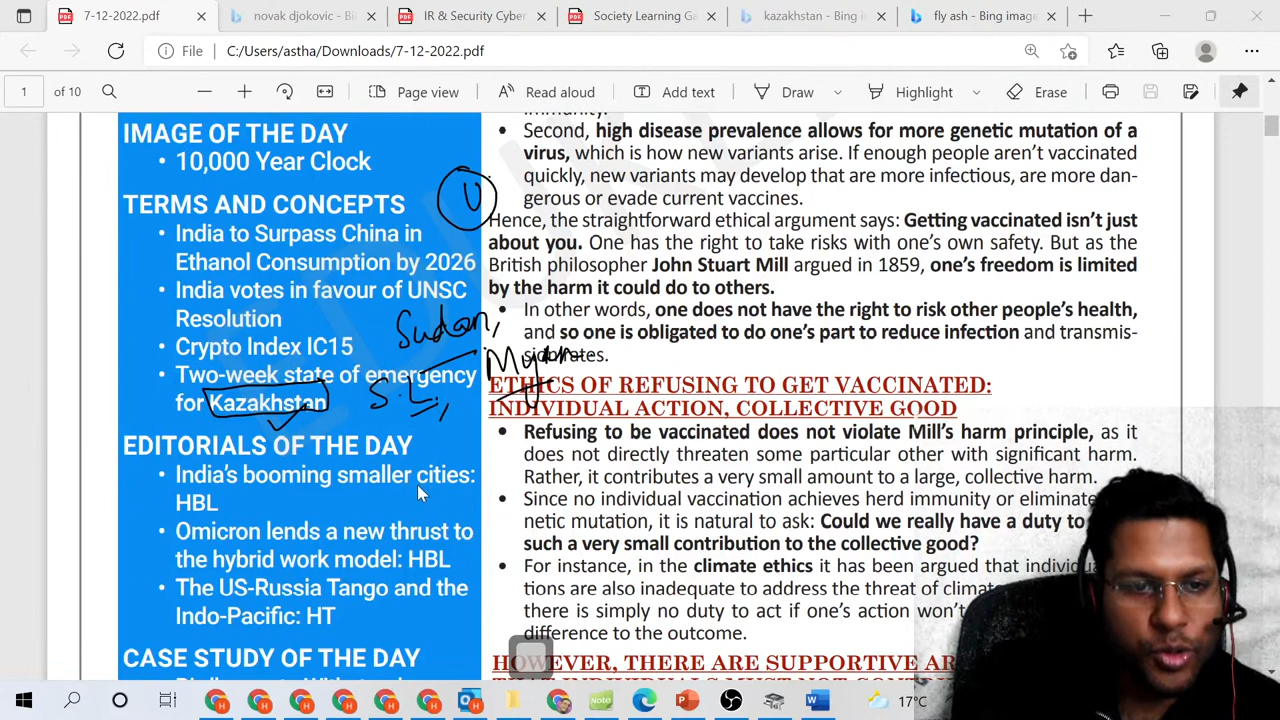 7-12-2022.pdf
novak djokovic - Bi
IR & Security Cyber
Society Learning Ga
kazakhstan - Bing i
fly ash - Bing image
File C:/Users/astha/Downloads/7-12-2022.pdf
1 of 10 Page view Read aloud Add text Draw Highlight Erase
IMAGE OF THE DAY
• 10,000 Year Clock
TERMS AND CONCEPTS
• India to Surpass China in
Ethanol Consumption by 2026
• India votes in favour of UNSC
Resolution
• Crypto Index IC15
• Two-week state of emergency
for Kazakhstan
EDITORIALS OF THE DAY
• India's booming smaller cities:
HBL
• Omicron lends a new thrust to
the hybrid work model: HBL
• The US-Russia Tango and the
Indo-Pacific: HT
CASE STUDY OF THE DAY
U
Sudan,
S.L.,
immunity.
• Second, high disease prevalence allows for more genetic mutation of a
virus, which is how new variants arise. If enough people aren't vaccinated
quickly, new variants may develop that are more infectious, are more dan-
gerous or evade current vaccines.
Hence, the straightforward ethical argument says: Getting vaccinated isn't just
about you. One has the right to take risks with one's own safety. But as the
British philosopher John Stuart Mill argued in 1859, one's freedom is limited
by the harm it could do to others.
• In other words, one does not have the right to risk other people's health,
and so one is obligated to do one's part to reduce infection and transmis-
rates.
ETHICS OF REFUSING TO GET VACCINATED:
INDIVIDUAL ACTION, COLLECTIVE GOOD
• Refusing to be vaccinated does not violate Mill's harm principle, as it
does not directly threaten some particular other with significant harm.
Rather, it contributes a very small amount to a large, collective harm.
• Since no individual vaccination achieves herd immunity or eliminate
netic mutation, it is natural to ask: Could we really have a duty to
such a very small contribution to the collective good?
• For instance, in the climate ethics it has been argued that individua
tions are also inadequate to address the threat of climat
there is simply no duty to act if one's action won't
difference to the outcome.
HOWEVER, THERE ARE SUPPORTIVE AR
17°C